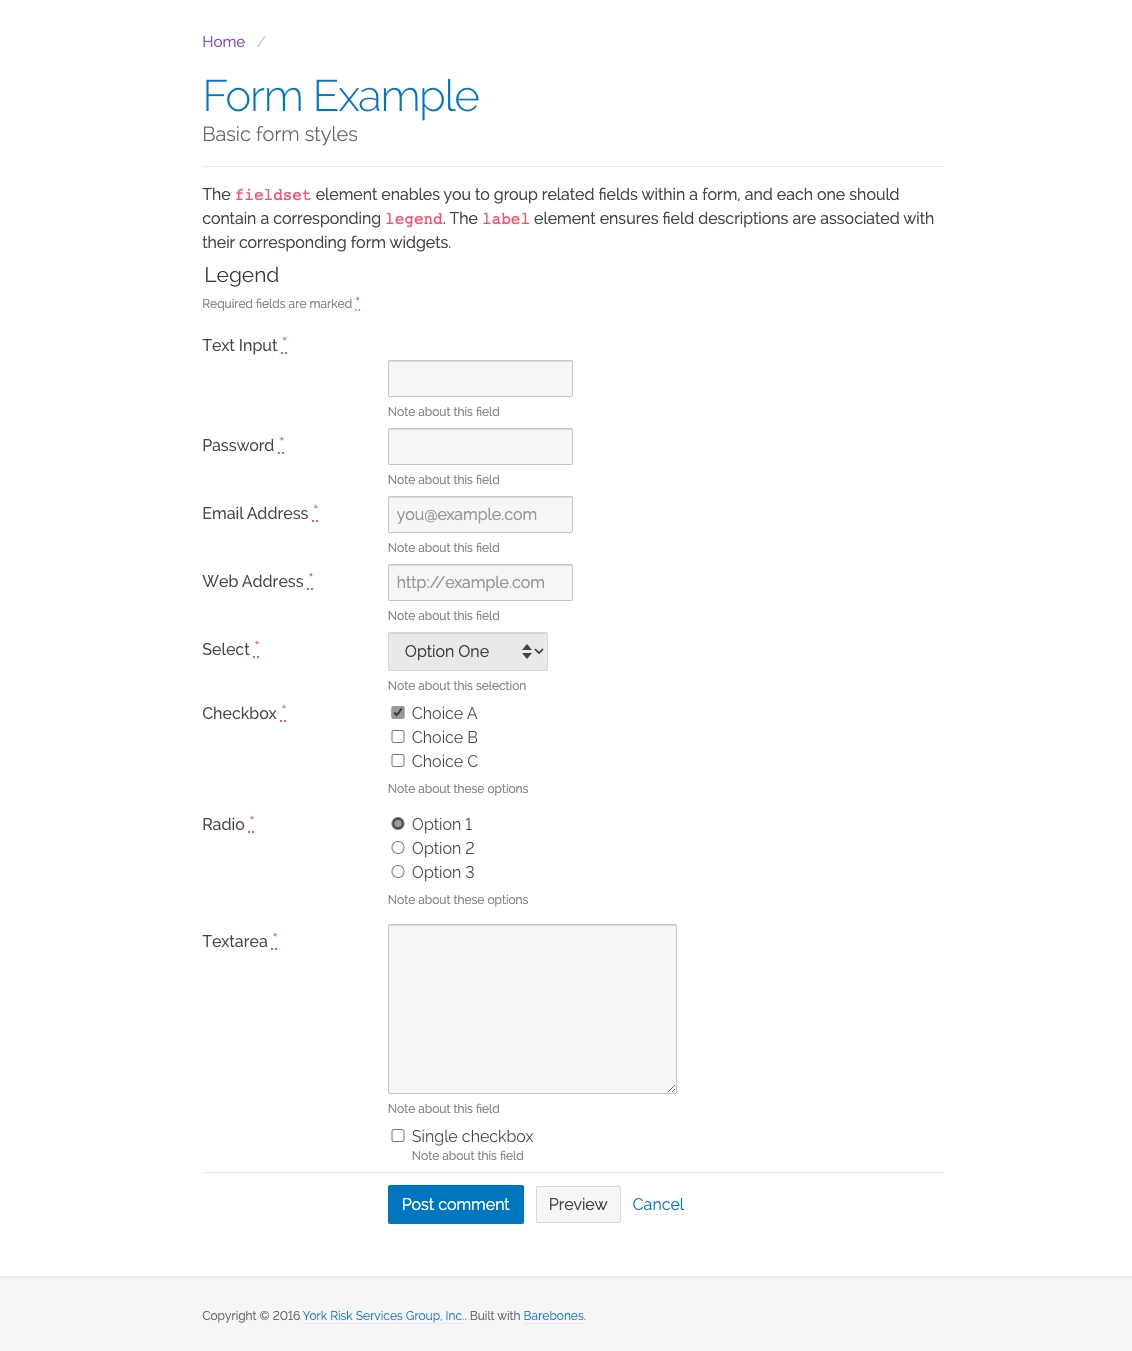 Home /
Form Example
Basic form styles
The fieldset element enables you to group related fields within a form, and each one should
contain a corresponding legend. The label element ensures field descriptions are associated with
their corresponding form widgets.
Legend
Required fields are marked *
Text Input *
Note about this field
Password *
Note about this field
Email Address * you@example.com
Note about this field
Web Address * http://example.com
Note about this field
Select * Option One
Note about this selection
Checkbox * Choice A
Choice B
Choice C
Note about these options
Radio * Option 1
Option 2
Option 3
Note about these options
Textarea *
Note about this field
Single checkbox
Note about this field
Post comment Preview Cancel
Copyright © 2016 York Risk Services Group, Inc.. Built with Barebones.